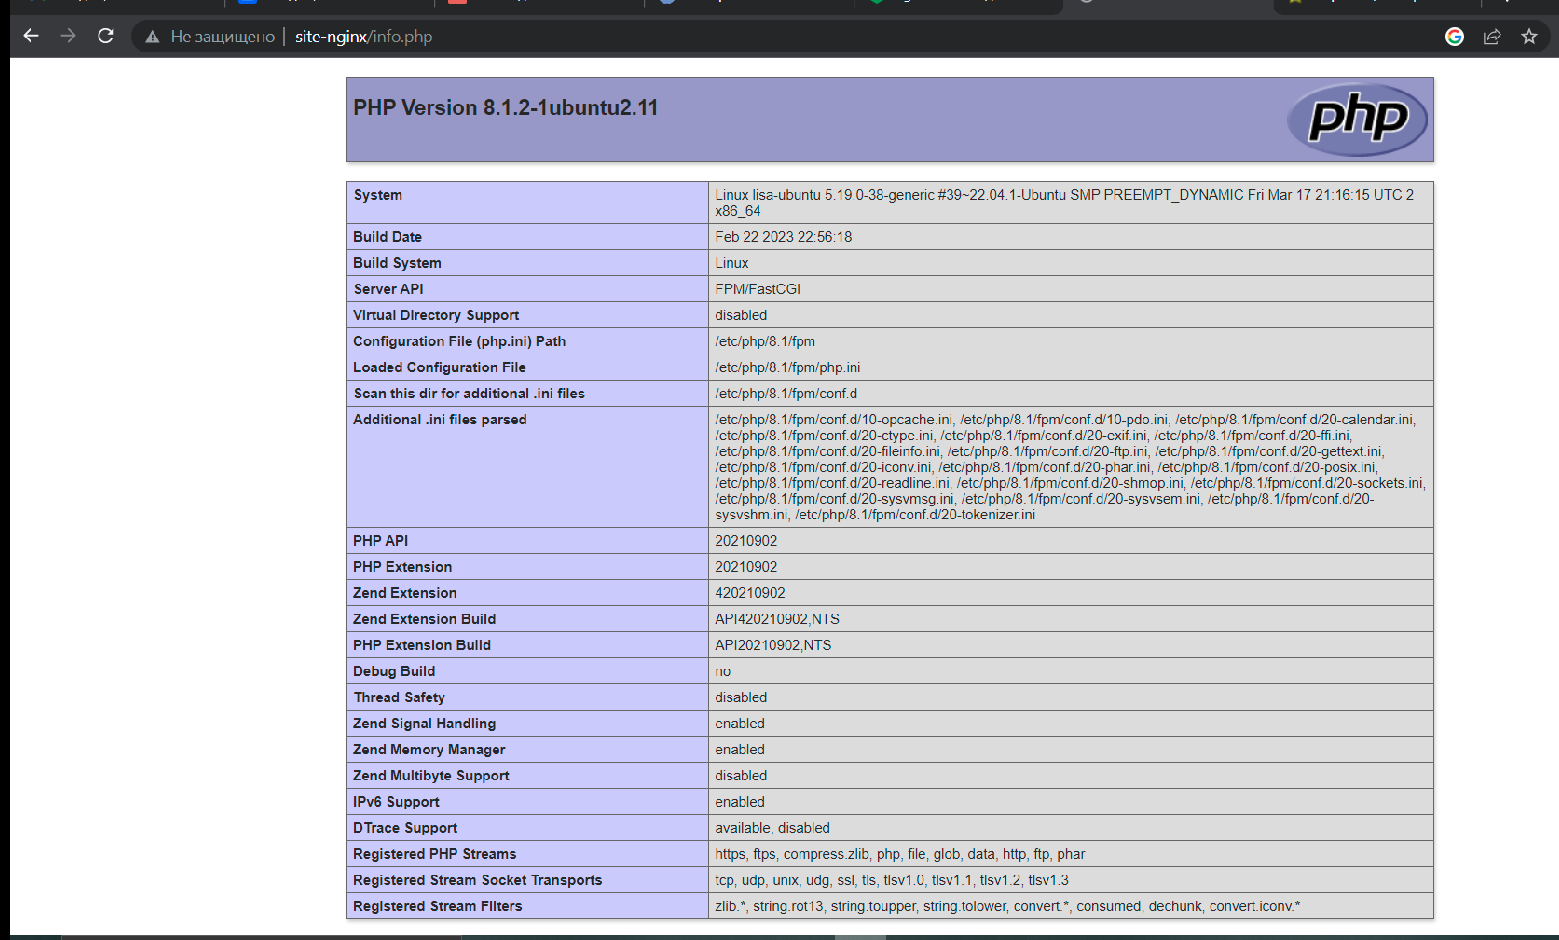 Не защищено | site-nginx/info.php
PHP Version 8.1.2-1ubuntu2.11
php
System Linux lisa-ubuntu 5.19.0-38-generic #39~22.04.1-Ubuntu SMP PREEMPT_DYNAMIC Fri Mar 17 21:16:15 UTC 2
x86_64
Build Date Feb 22 2023 22:56:18
Build System Linux
Server API FPM/FastCGI
Virtual Directory Support disabled
Configuration File (php.ini) Path /etc/php/8.1/fpm
Loaded Configuration File /etc/php/8.1/fpm/php.ini
Scan this dir for additional .ini files /etc/php/8.1/fpm/conf.d
Additional .ini files parsed /etc/php/8.1/fpm/conf.d/10-opcache.ini, /etc/php/8.1/fpm/conf.d/10-pdo.ini, /etc/php/8.1/fpm/conf.d/20-calendar.ini,
/etc/php/8.1/fpm/conf.d/20-ctype.ini, /etc/php/8.1/fpm/conf.d/20-exif.ini, /etc/php/8.1/fpm/conf.d/20-ffi.ini,
/etc/php/8.1/fpm/conf.d/20-fileinfo.ini, /etc/php/8.1/fpm/conf.d/20-ftp.ini, /etc/php/8.1/fpm/conf.d/20-gettext.ini,
/etc/php/8.1/fpm/conf.d/20-iconv.ini, /etc/php/8.1/fpm/conf.d/20-phar.ini, /etc/php/8.1/fpm/conf.d/20-posix.ini,
/etc/php/8.1/fpm/conf.d/20-readline.ini, /etc/php/8.1/fpm/conf.d/20-shmop.ini, /etc/php/8.1/fpm/conf.d/20-sockets.ini,
/etc/php/8.1/fpm/conf.d/20-sysvmsg.ini, /etc/php/8.1/fpm/conf.d/20-sysvsem.ini, /etc/php/8.1/fpm/conf.d/20-
sysvshm.ini, /etc/php/8.1/fpm/conf.d/20-tokenizer.ini
PHP API 20210902
PHP Extension 20210902
Zend Extension 420210902
Zend Extension Build API420210902,NTS
PHP Extension Build API20210902,NTS
Debug Build no
Thread Safety disabled
Zend Signal Handling enabled
Zend Memory Manager enabled
Zend Multibyte Support disabled
IPv6 Support enabled
DTrace Support available, disabled
Registered PHP Streams https, ftps, compress.zlib, php, file, glob, data, http, ftp, phar
Registered Stream Socket Transports tcp, udp, unix, udg, ssl, tls, tlsv1.0, tlsv1.1, tlsv1.2, tlsv1.3
Registered Stream Filters zlib.*, string.rot13, string.toupper, string.tolower, convert.*, consumed, dechunk, convert.iconv.*